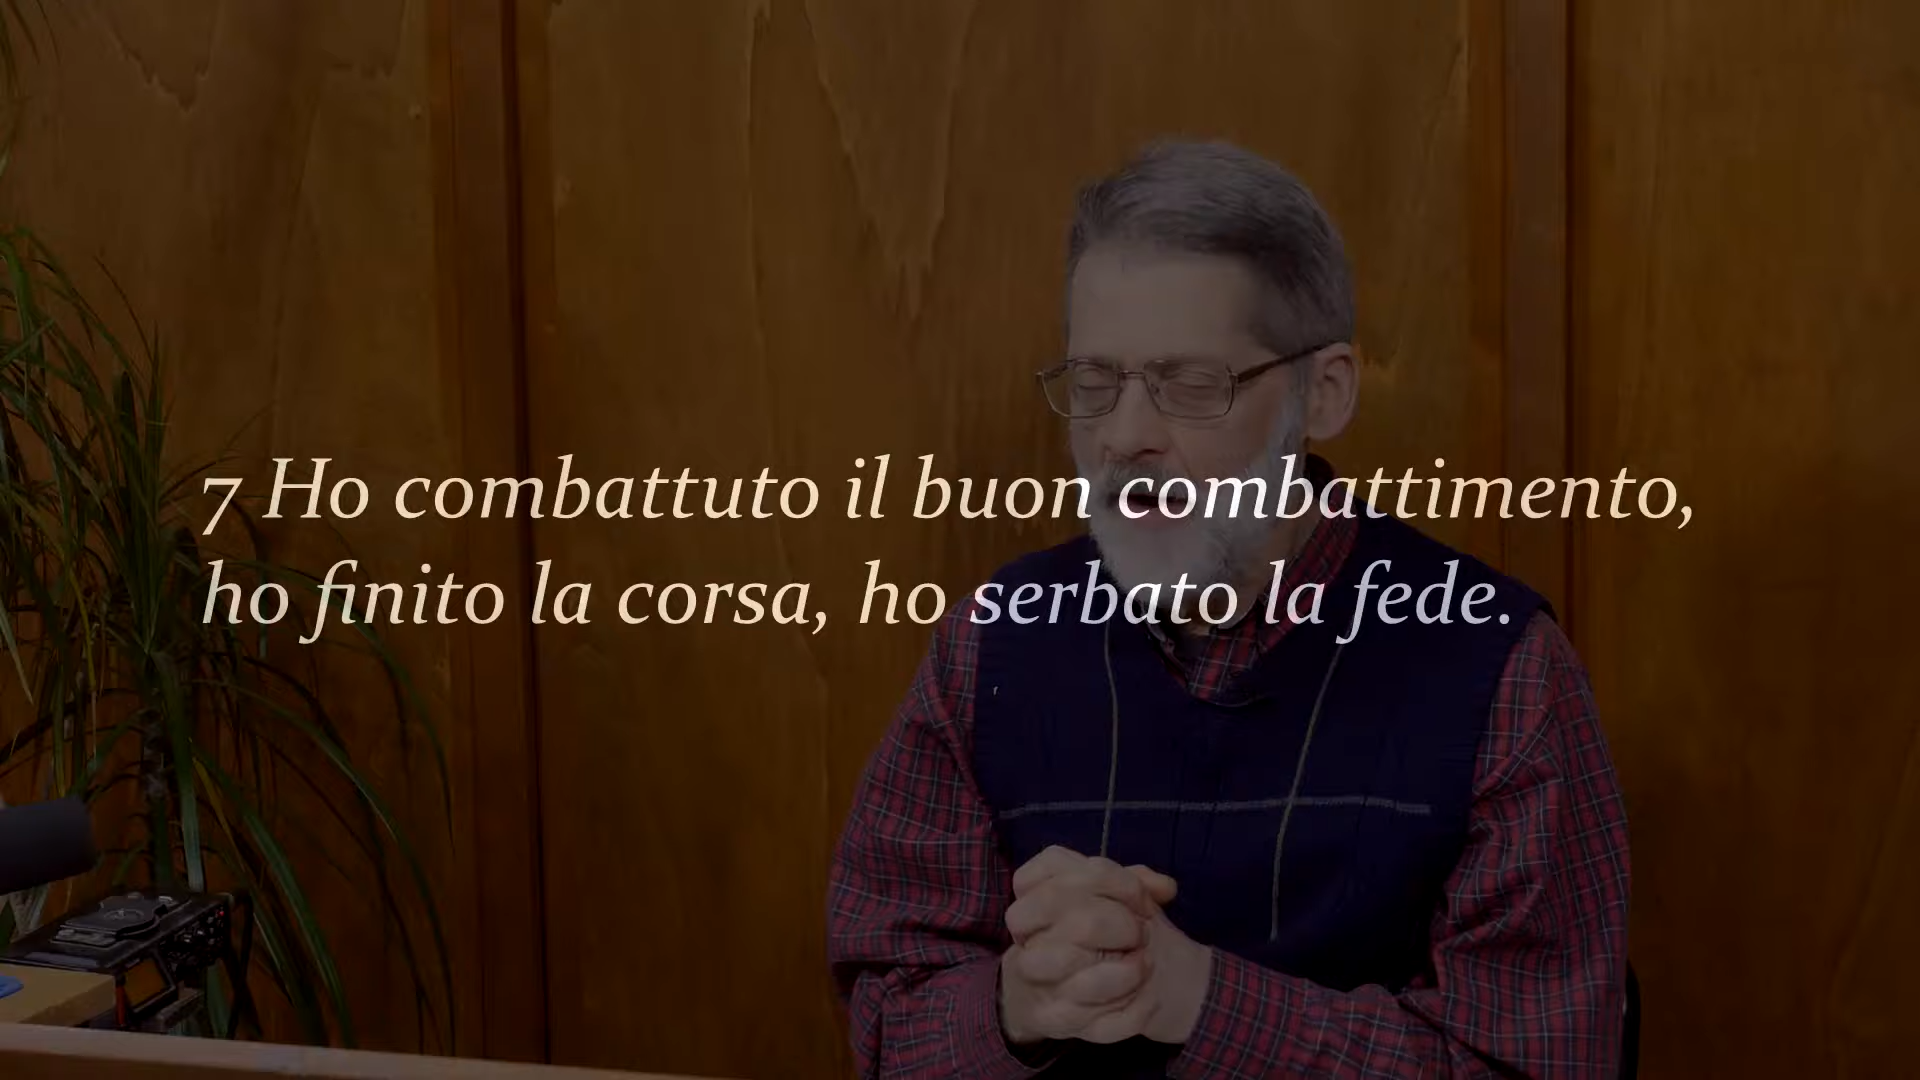 7 Ho combattuto il buon combattimento,
ho finito la corsa, ho serbato la fede.